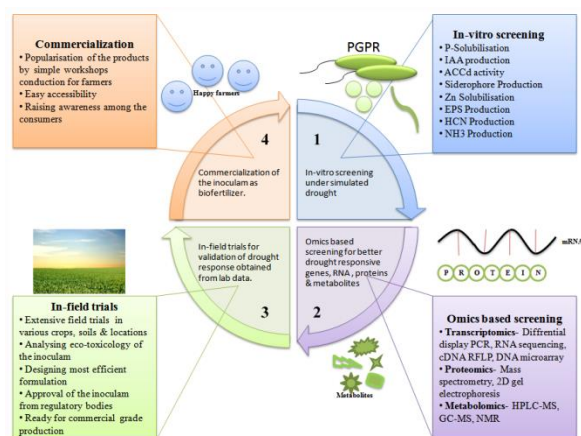 Commercialization
• Popularisation of the products
by simple workshops
conduction for farmers
• Easy accessibility
• Raising awareness among the
consumers
Happy farmers
PGPR
In-vitro screening
• P-Solubilisation
• IAA production
• ACCd activity
• Siderophore Production
• Zn Solubilisation
• EPS Production
• HCN Production
• NH3 Production
4
Commercialization of
the inoculam as
biofertilizer.
1
In-vitro screening
under simulated
drought
In-field trials for
validation of drought
response obtained
from lab data.
3
Omics based
screening for better
drought responsive
genes, RNA , proteins
& metabolites
2
mRNA
P R O T E I N
In-field trials
• Extensive field trials in
various crops, soils & locations
• Analysing eco-toxicology of the
inoculam
• Designing most efficient
formulation
• Approval of the inoculam
from regulatory bodies
• Ready for commercial grade
production
Metabolites
Omics based screening
• Transcriptomics- Diffrential
display PCR, RNA sequencing,
cDNA RFLP, DNA microarray
• Proteomics- Mass
spectrometry, 2D gel
electrophoresis
• Metabolomics- HPLC-MS,
GC-MS, NMR